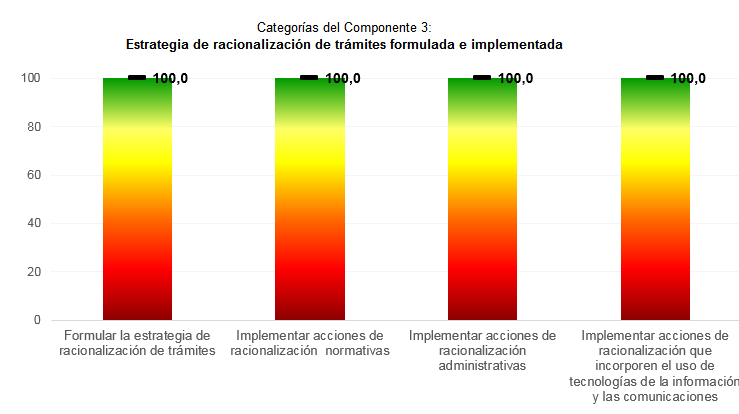 Categorías del Componente 3:
Estrategia de racionalización de trámites formulada e implementada
100
80
60
40
20
0
100,0
100,0
100,0
100,0
Formular la estrategia de
racionalización de trámites
Implementar acciones de
racionalización  normativas
Implementar acciones de
racionalización
administrativas
Implementar acciones de
racionalización que
incorporen el uso de
tecnologías de la información
y las comunicaciones